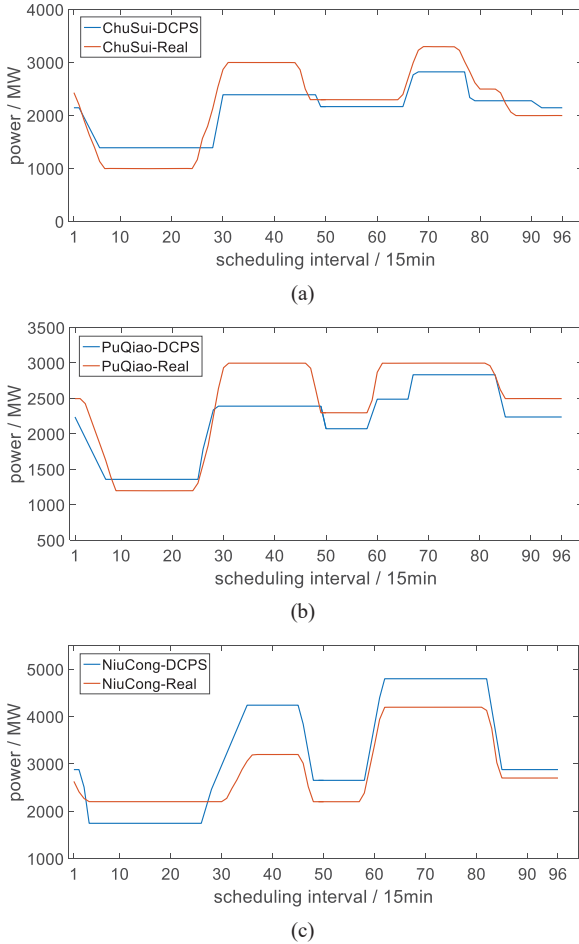 4000
3000
2000
1000
0
power / MW
ChuSui-DCPS
ChuSui-Real
1 10 20 30 40 50 60 70 80 90 96
scheduling interval / 15min
(a)
3500
3000
2500
2000
1500
1000
500
power / MW
PuQiao-DCPS
PuQiao-Real
1 10 20 30 40 50 60 70 80 90 96
scheduling interval / 15min
(b)
5000
4000
3000
2000
1000
power / MW
NiuCong-DCPS
NiuCong-Real
1 10 20 30 40 50 60 70 80 90 96
scheduling interval / 15min
(c)